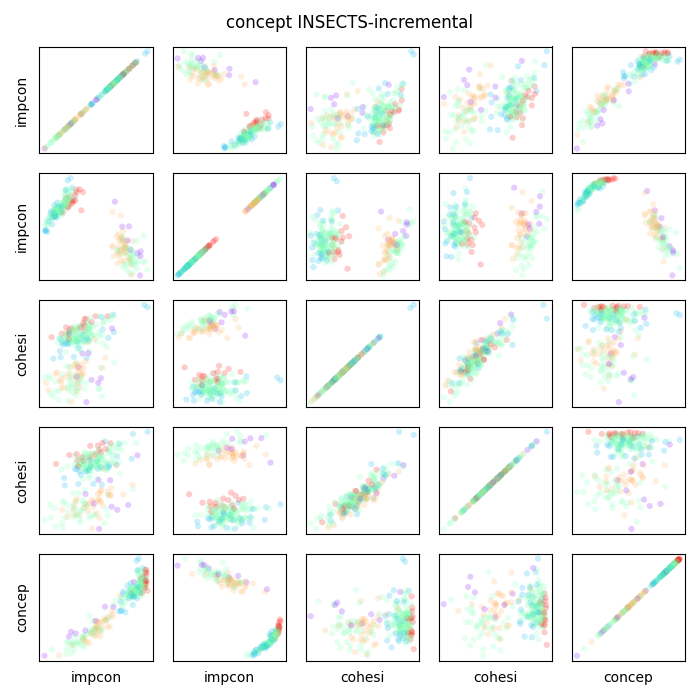 concept INSECTS-incremental
impcon
impcon
cohesi
cohesi
concep
impcon impcon cohesi cohesi concep